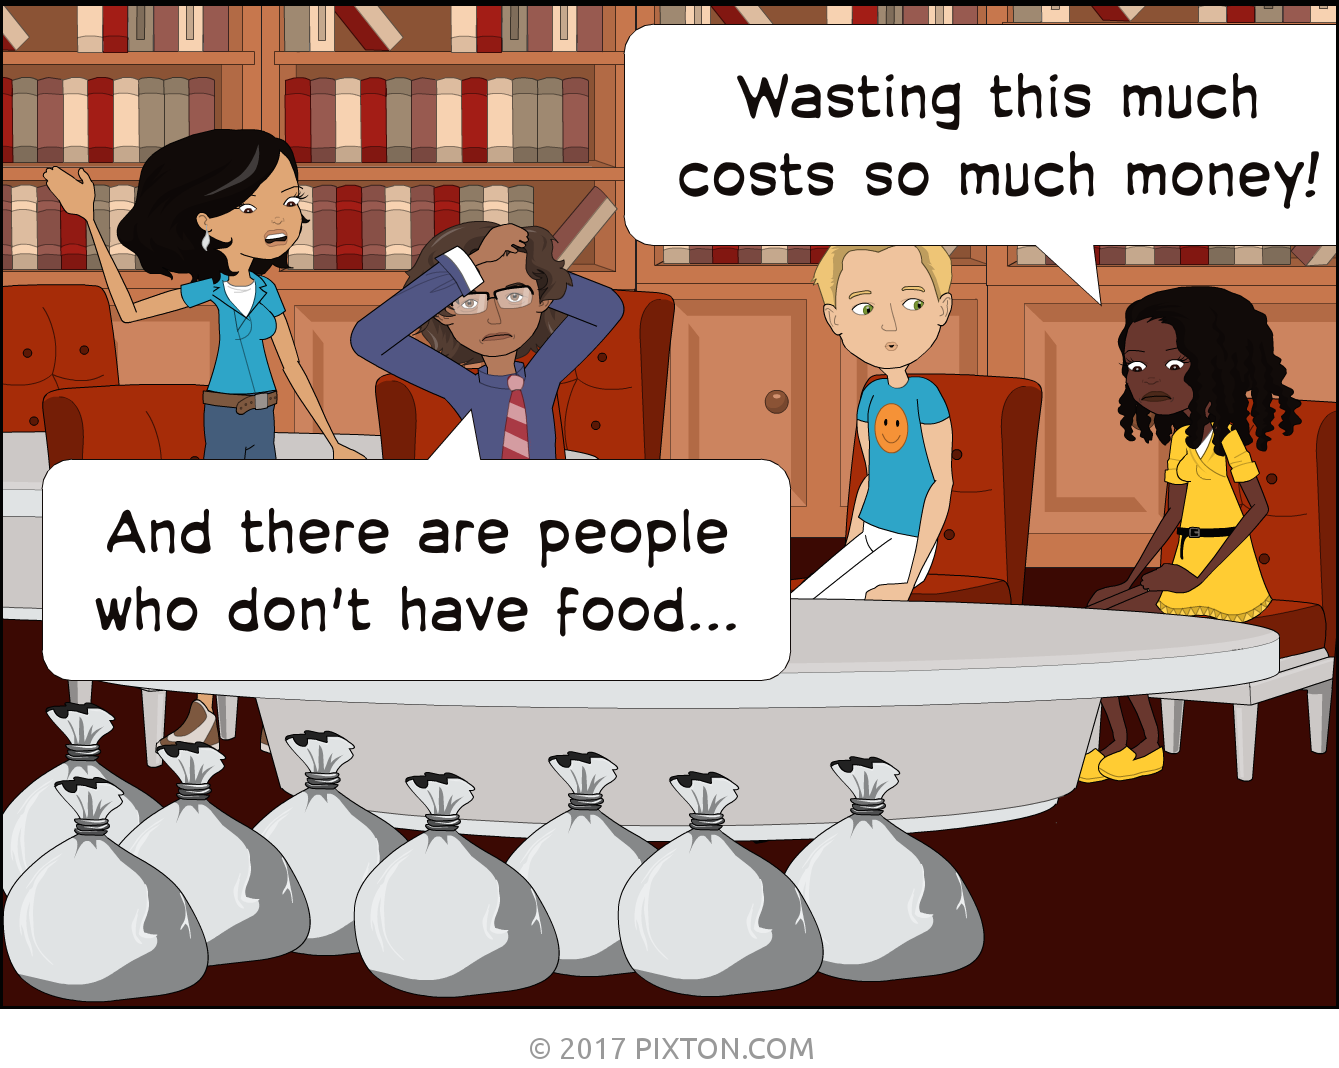 Wasting this much
costs so much money!
And there are people
who don't have food...
© 2017 PIXTON.COM